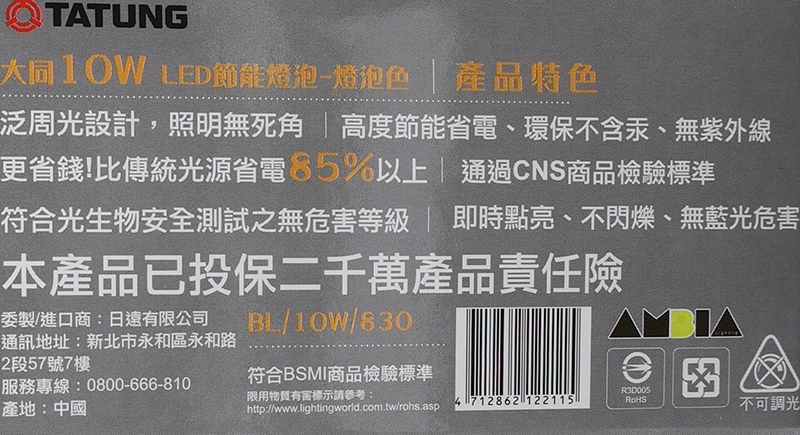 TATUNG
大同10W LED節能燈泡-燈泡色｜產品特色
泛周光設計，照明無死角｜高度節能省電、環保不含汞、無紫外線
更省錢!比傳統光源省電85%以上｜通過CNS商品檢驗標準
符合光生物安全測試之無危害等級｜即時點亮、不閃爍、無藍光危害
本產品已投保二千萬產品責任險
委製/進口商：日遠有限公司
通訊地址：新北市永和區永和路
2段57號7樓
服務專線：0800-666-810
產地：中國
BL/10W/830
符合BSMI商品檢驗標準
限用物質有害標示請參考：
http://www.lightingworld.com.tw/rohs.asp
4 712862 122115
AMBIA
Lighting
R3D005
RoHS
不可調光